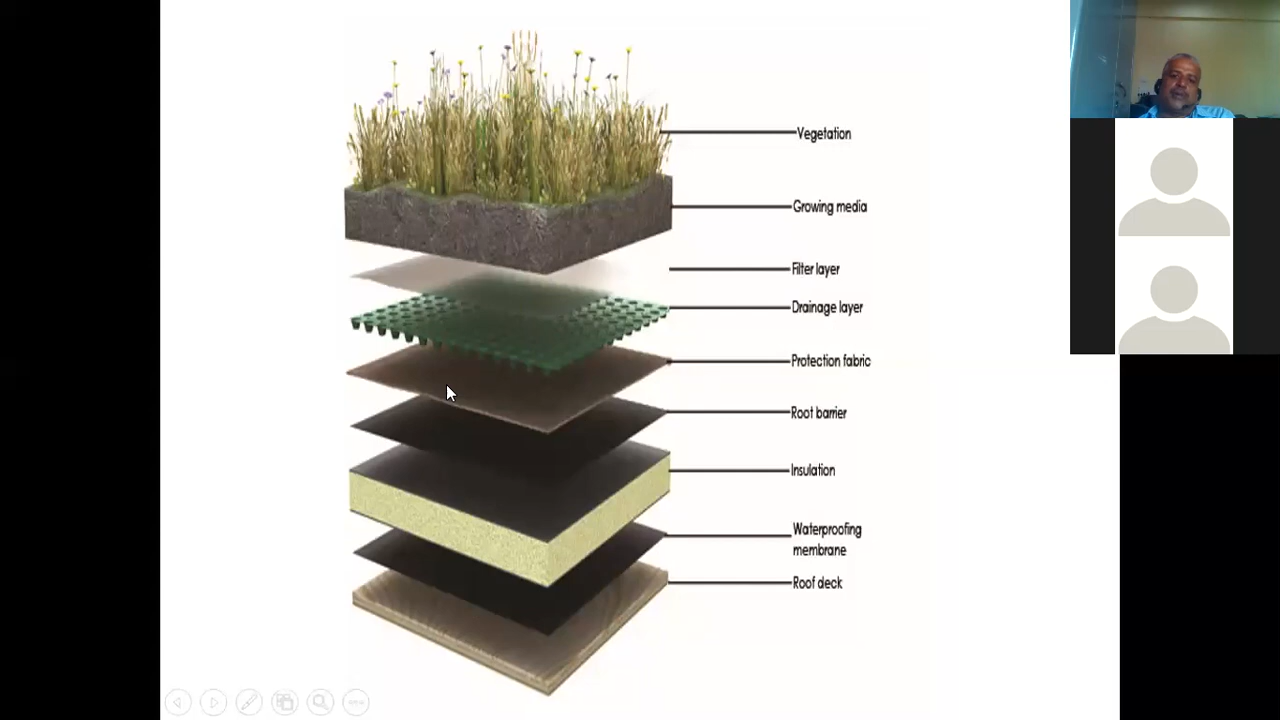 Vegetation
Growing media
Filter layer
Drainage layer
Protection fabric
Root barrier
Insulation
Waterproofing
membrane
Roof deck